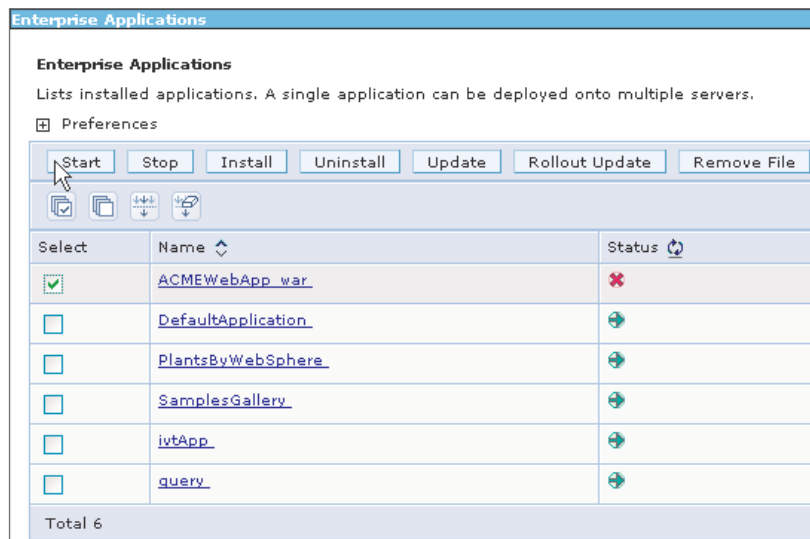 Enterprise Applications
Enterprise Applications
Lists installed applications. A single application can be deployed onto multiple servers.
Preferences
Start Stop Install Uninstall Update Rollout Update Remove File
Select Name Status
ACMEWebApp_war
DefaultApplication
PlantsByWebSphere
SamplesGallery
ivtApp
query
Total 6